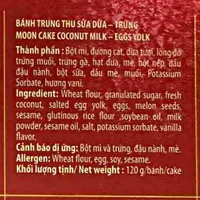 BÁNH TRUNG THU SỮA DỪA – TRỨNG
MOON CAKE COCONUT MILK – EGGS YOLK
Thành phần: Bột mì, đường cát, dừa tươi, lòng đỏ
trứng muối, trứng gà, hạt dưa, mè, bột nếp, dầu
đậu nành, bột sữa, dầu mè, muối, Potassium
Sorbate, hương vani.
Ingredient: Wheat flour, granulated sugar, fresh
coconut, salted egg yolk, eggs, melon seeds,
sesame, glutinous rice flour, soybean oil, milk
powder, sesame oil, salt, potassium sorbate, vanilla
flavor.
Cảnh báo dị ứng: Bột mì và trứng, đậu nành, mè.
Allergen: Wheat flour, egg, soy, sesame.
Khối lượng tịnh/ Net weight: 120 g/bánh/cake